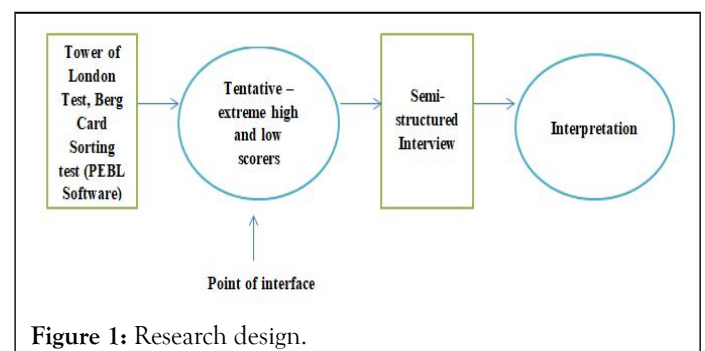 Tower of
London
Test, Berg
Card
Sorting
test (PEBL
Software)
Tentative –
extreme high
and low
scorers
Semi-
structured
Interview
Interpretation
Point of interface
Figure 1: Research design.